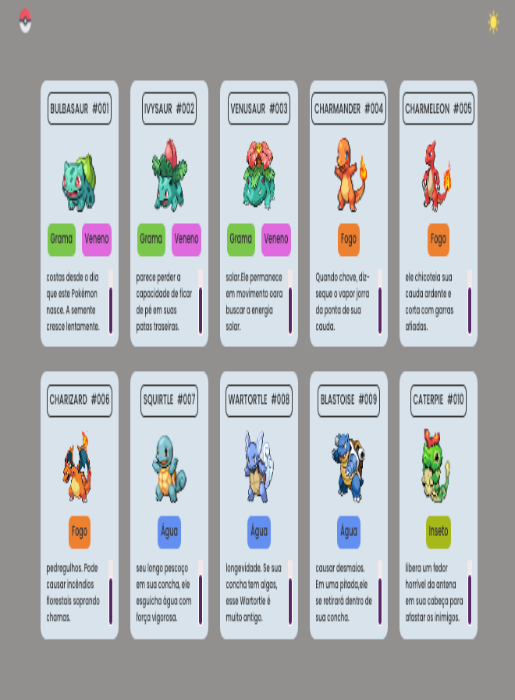 BULBASAUR #001
IVYSAUR #002
VENUSAUR #003
CHARMANDER #004
CHARMELEON #005
Grama Veneno
Grama Veneno
Grama Veneno
Fogo
Fogo
costas desde o dia
que este Pokémon
nasce. A semente
cresce lentamente.
parece perder a
capacidade de ficar
de pé em suas
patas traseiras.
solar.Ele permanece
em movimento para
buscar a energia
solar.
Quando chove, diz-
seque o vapor jorra
da ponta de sua
cauda.
ele chicoteia sua
cauda ardente e
corta com garras
afiadas.
CHARIZARD #006
SQUIRTLE #007
WARTORTLE #008
BLASTOISE #009
CATERPIE #010
Fogo
Água
Água
Água
Inseto
pedregulhos. Pode
causar incêndios
florestais soprando
chamas.
seu longo pescoço
em sua concha, ele
esguicha água com
força vigorosa.
longevidade. Se sua
concha tem algas,
esse Wartortle é
muito antigo.
causar desmaios.
Em uma pitada,ele
se retirará dentro de
sua concha.
libera um fedor
horrível da antena
em sua cabeça para
afastar os inimigos.